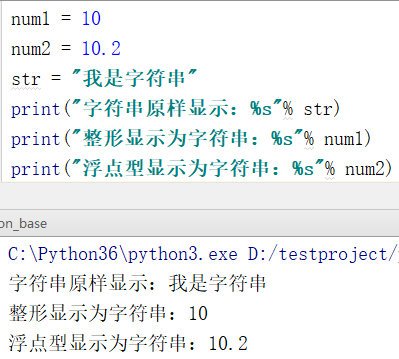 num1 = 10
num2 = 10.2
str = "我是字符串"
print("字符串原样显示：%s"% str)
print("整形显示为字符串：%s"% num1)
print("浮点型显示为字符串：%s"% num2)
on_base
C:\Python36\python3.exe D:/testproject/
字符串原样显示：我是字符串
整形显示为字符串：10
浮点型显示为字符串：10.2